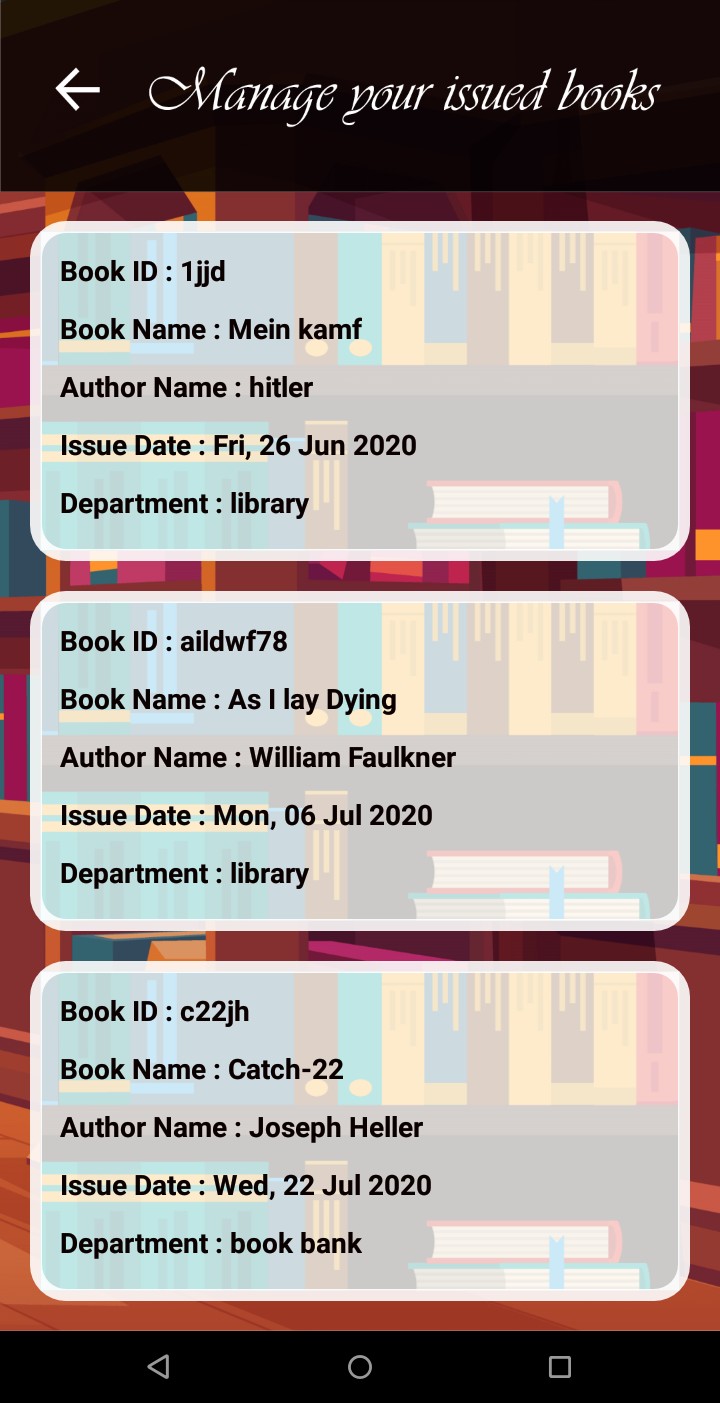 Manage your issued books
Book ID : 1jjd
Book Name : Mein kamf
Author Name : hitler
Issue Date : Fri, 26 Jun 2020
Department : library
Book ID : aildwf78
Book Name : As I lay Dying
Author Name : William Faulkner
Issue Date : Mon, 06 Jul 2020
Department : library
Book ID : c22jh
Book Name : Catch-22
Author Name : Joseph Heller
Issue Date : Wed, 22 Jul 2020
Department : book bank